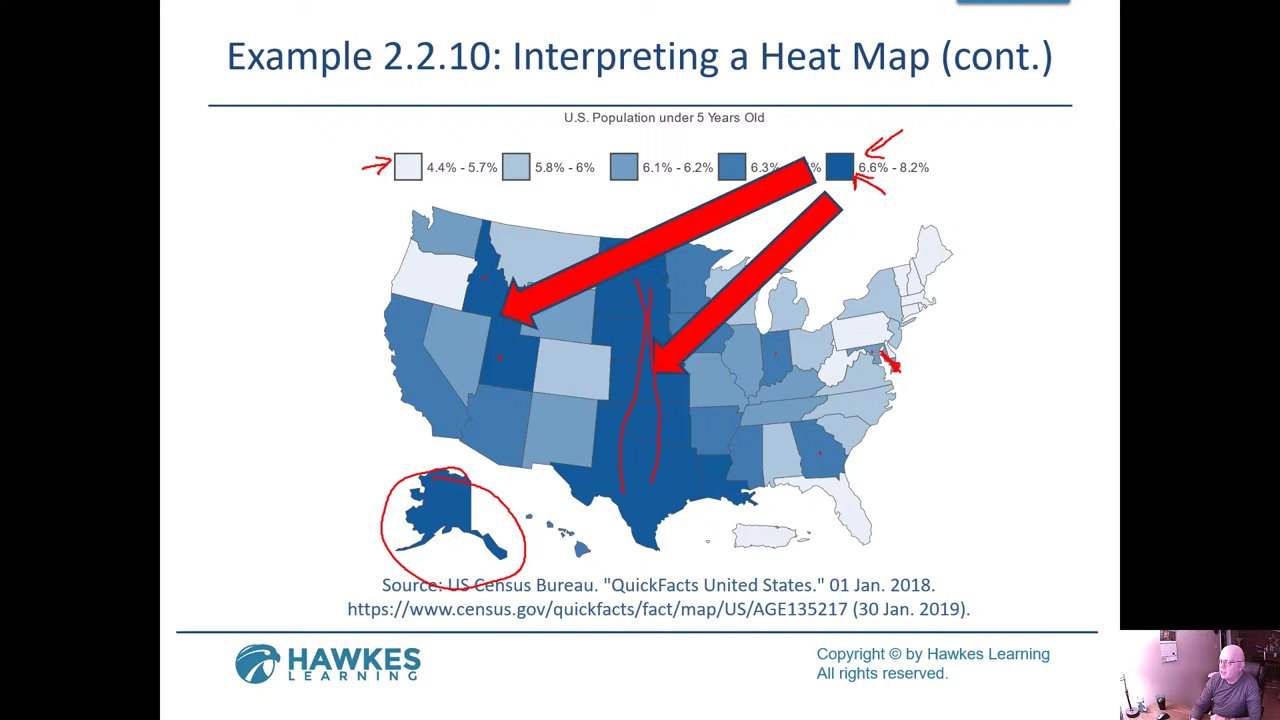 Example 2.2.10: Interpreting a Heat Map (cont.)
U.S. Population under 5 Years Old
4.4% - 5.7% 5.8% - 6% 6.1% - 6.2% 6.3% 6.6% - 8.2%
Source: US Census Bureau. "QuickFacts United States." 01 Jan. 2018.
https://www.census.gov/quickfacts/fact/map/US/AGE135217 (30 Jan. 2019).
HAWKES
LEARNING
Copyright © by Hawkes Learning
All rights reserved.